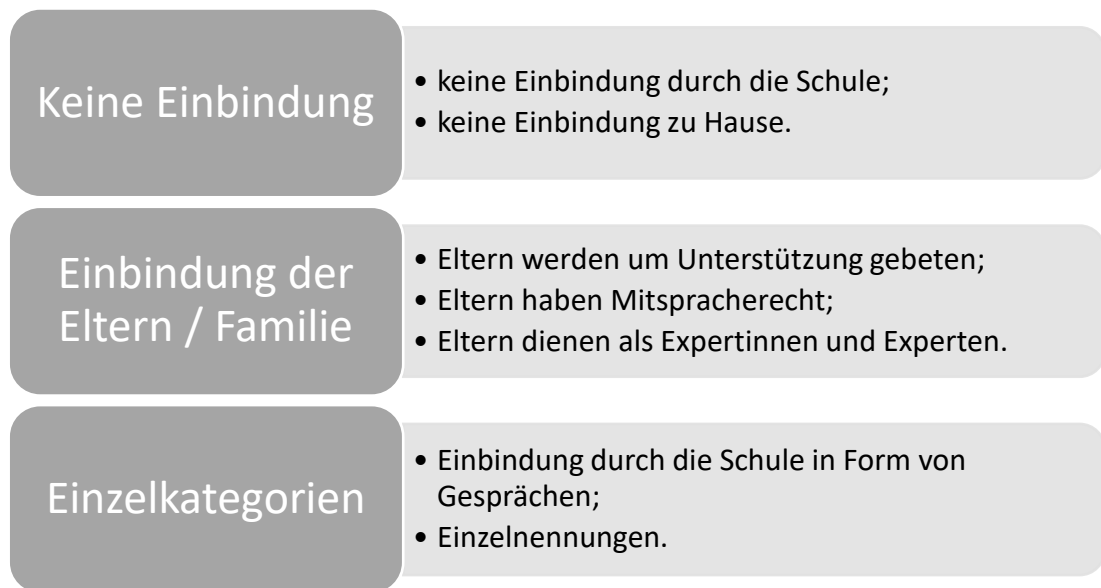 Keine Einbindung
• keine Einbindung durch die Schule;
• keine Einbindung zu Hause.
Einbindung der
Eltern / Familie
• Eltern werden um Unterstützung gebeten;
• Eltern haben Mitspracherecht;
• Eltern dienen als Expertinnen und Experten.
Einzelkategorien
• Einbindung durch die Schule in Form von
Gesprächen;
• Einzelnennungen.